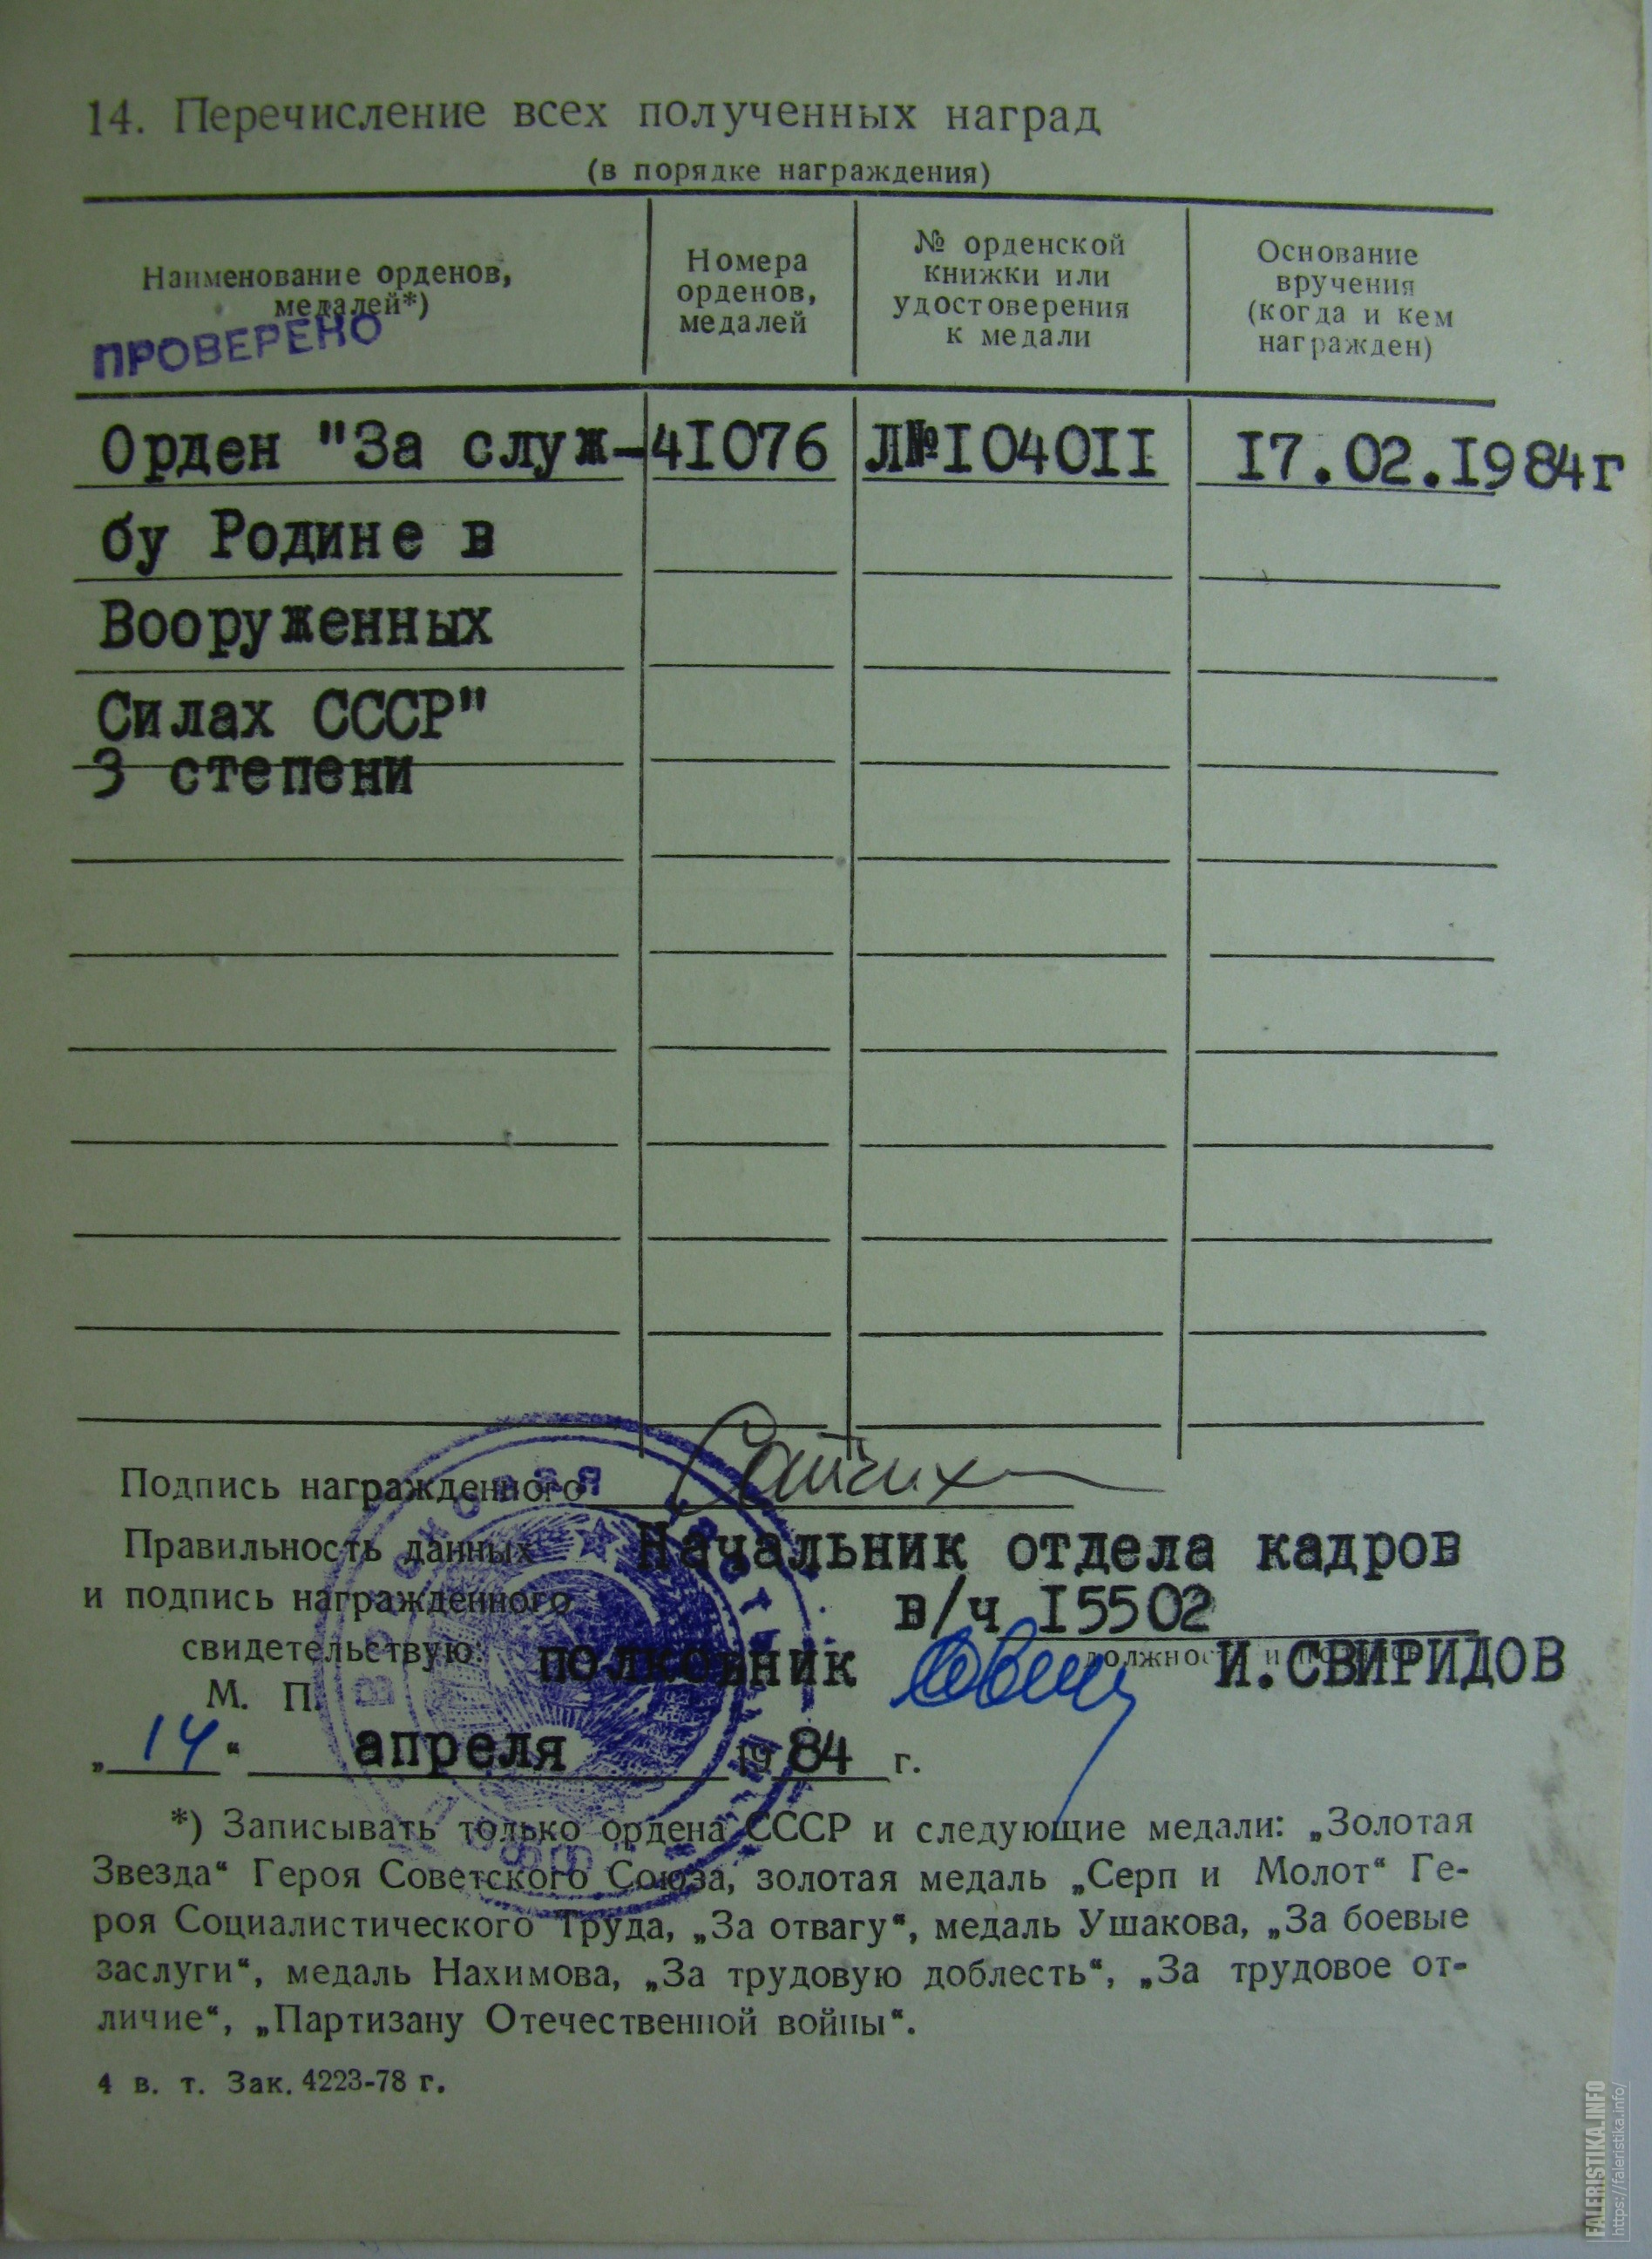 14. Перечисление всех полученных наград
(в порядке награждения)
Наименование орденов,
медалей*)
Номера
орденов,
медалей
№ орденской
книжки или
удостоверения
к медали
Основание
вручения
(когда и кем
награжден)
ПРОВЕРЕНО
Орден "За служ- 41076 Л№104011 17.02.1984г
бу Родине в
Вооруженных
Силах СССР"
3 степени
Подпись награжденного
Правильность данных Начальник отдела кадров
и подпись награжденного в/ч 15502
свидетельствую: полковник И.СВИРИДОВ
М. П.
„14“ апреля 1984 г.
*) Записывать только ордена СССР и следующие медали: „Золотая
Звезда“ Героя Советского Союза, золотая медаль „Серп и Молот“ Ге-
роя Социалистического Труда, „За отвагу“, медаль Ушакова, „За боевые
заслуги“, медаль Нахимова, „За трудовую доблесть“, „За трудовое от-
личие“, „Партизану Отечественной войны“.
4 в. т. Зак. 4223-78 г.
FALERISTIKA.INFO
https://faleristika.info/